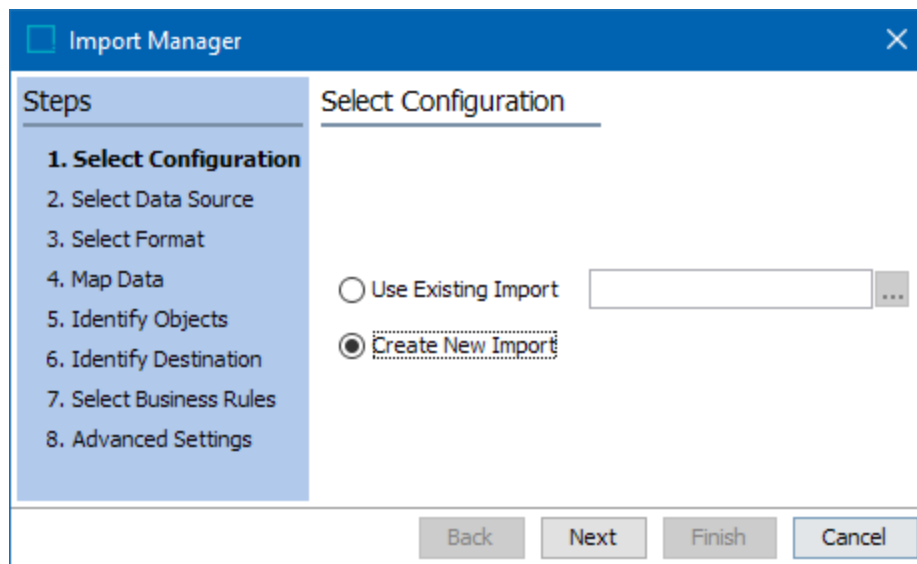 Import Manager
Steps
1. Select Configuration
2. Select Data Source
3. Select Format
4. Map Data
5. Identify Objects
6. Identify Destination
7. Select Business Rules
8. Advanced Settings
Select Configuration
Use Existing Import
...
Create New Import
Back
Next
Finish
Cancel